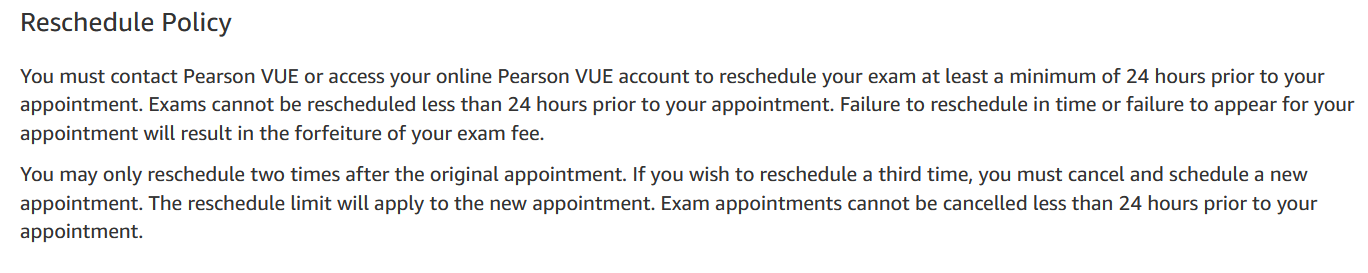 Reschedule Policy
You must contact Pearson VUE or access your online Pearson VUE account to reschedule your exam at least a minimum of 24 hours prior to your
appointment. Exams cannot be rescheduled less than 24 hours prior to your appointment. Failure to reschedule in time or failure to appear for your
appointment will result in the forfeiture of your exam fee.
You may only reschedule two times after the original appointment. If you wish to reschedule a third time, you must cancel and schedule a new
appointment. The reschedule limit will apply to the new appointment. Exam appointments cannot be cancelled less than 24 hours prior to your
appointment.